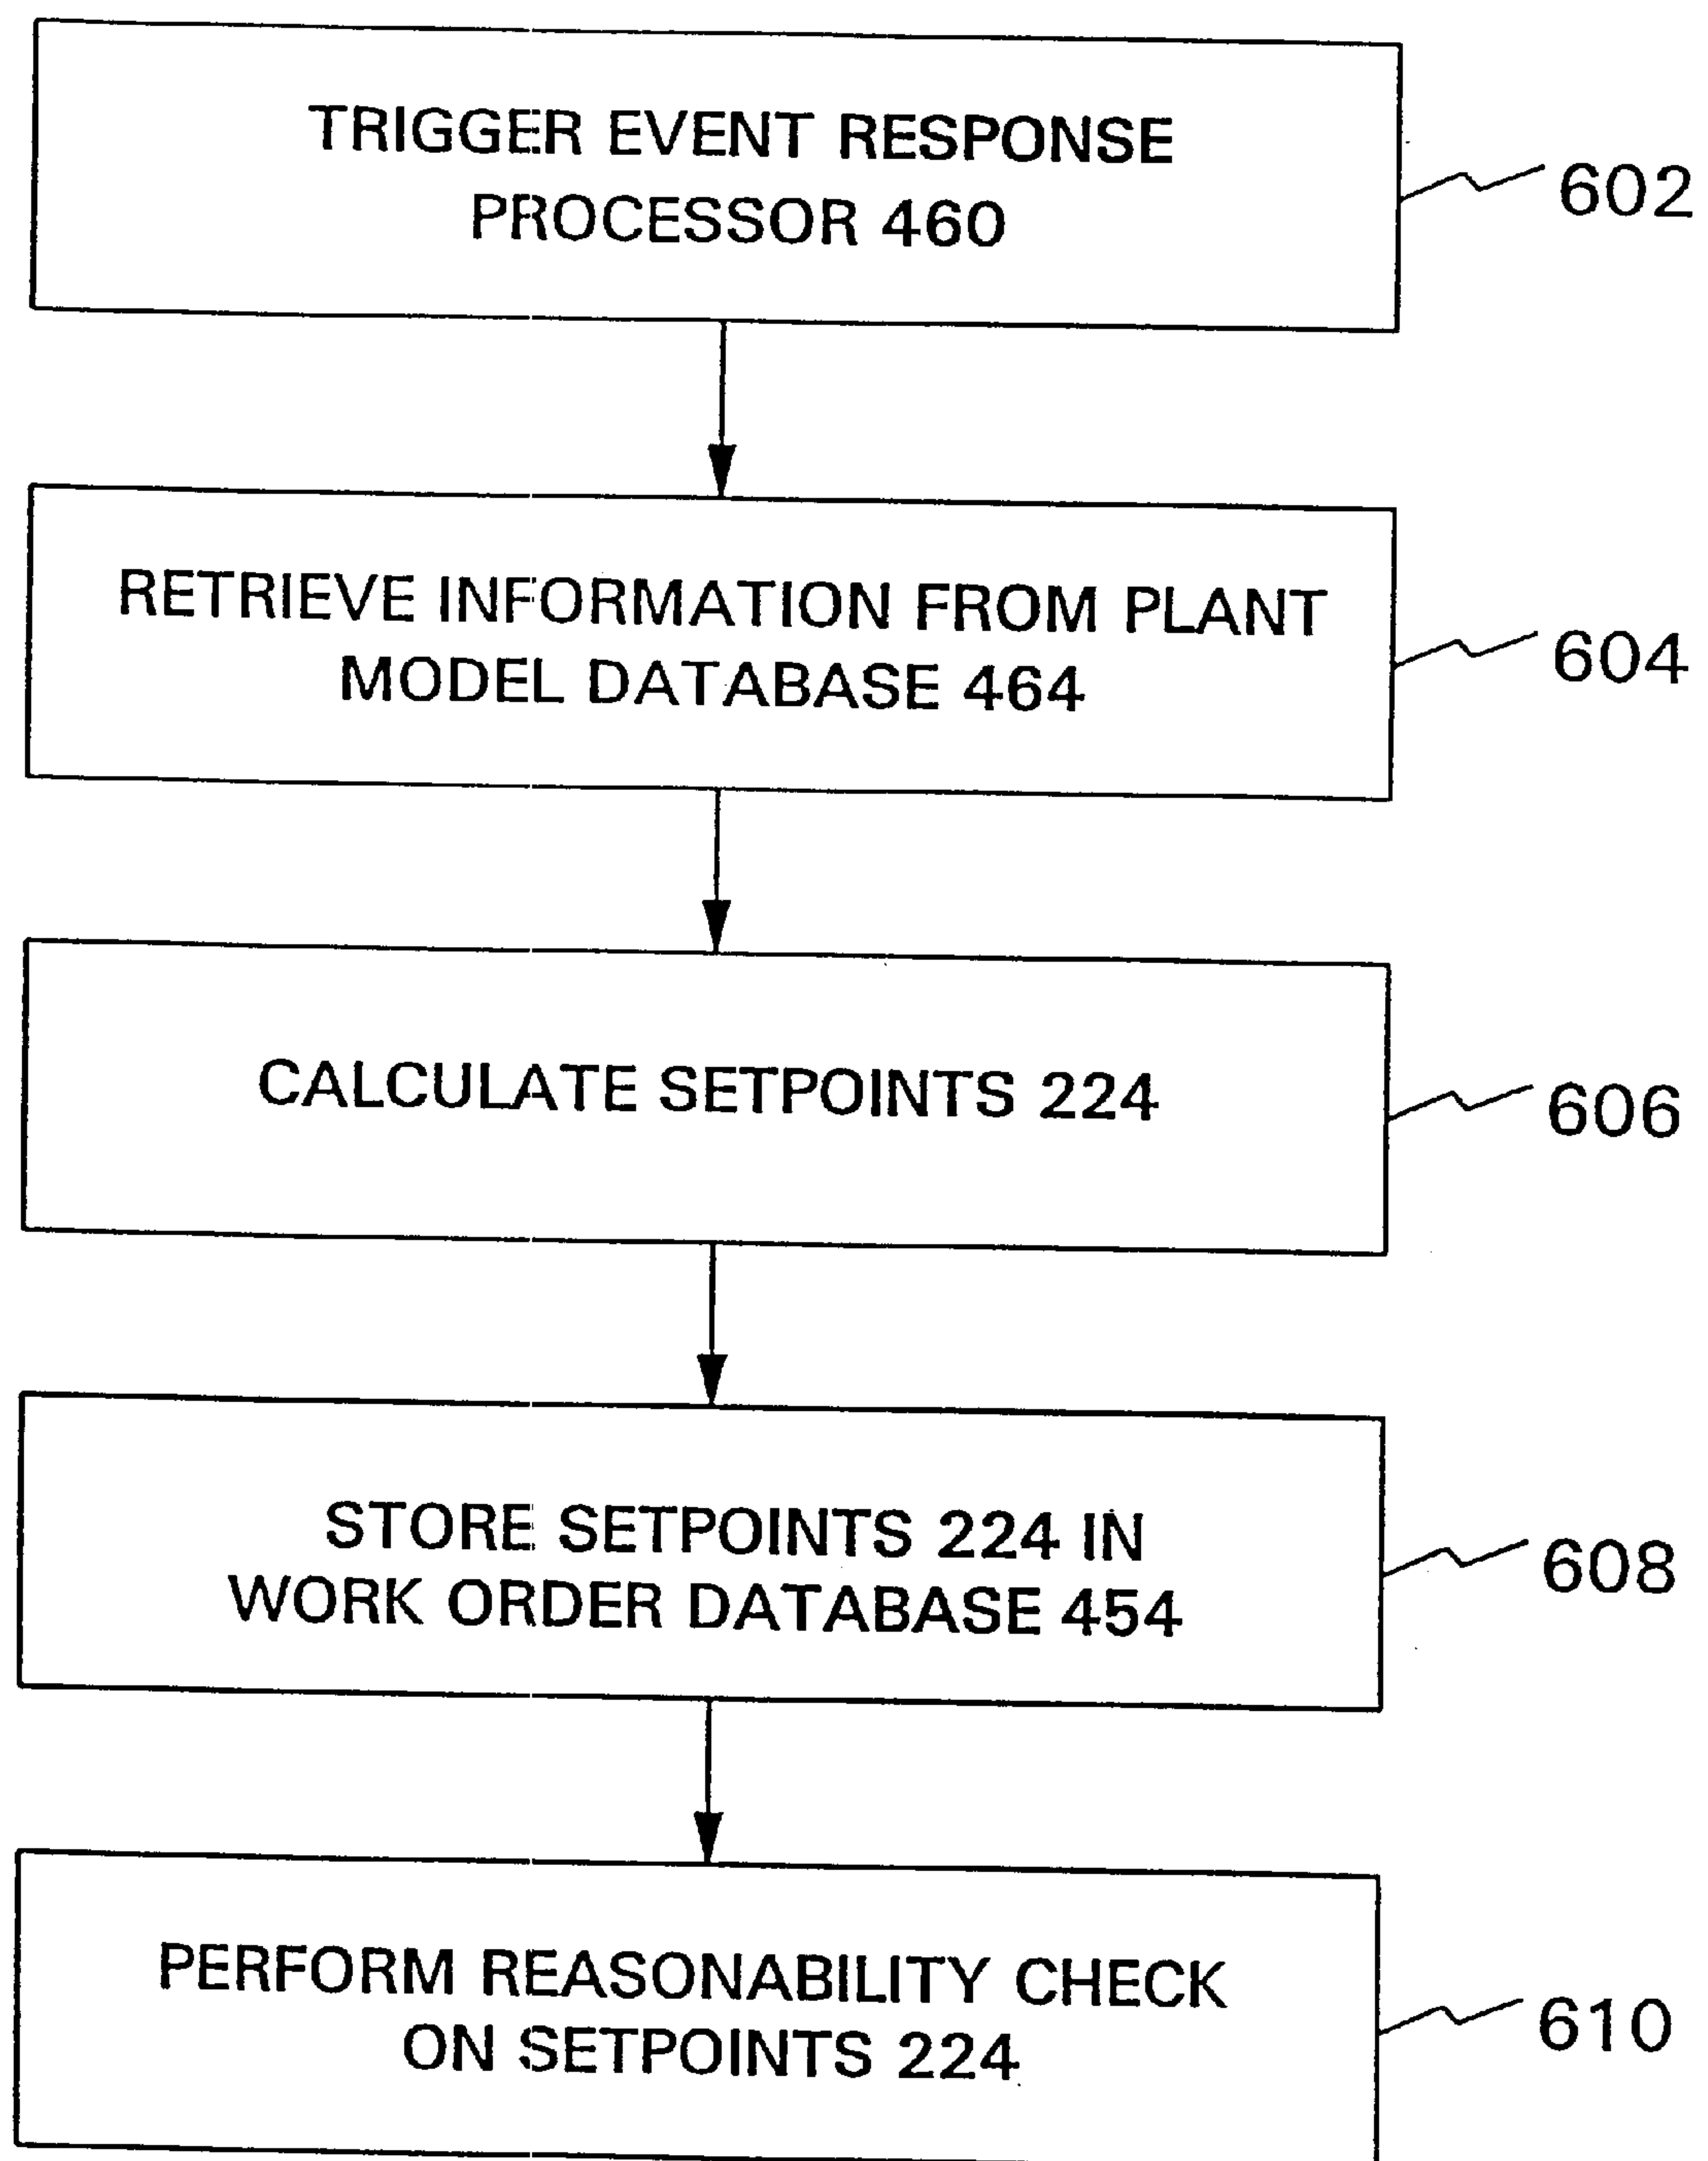 TRIGGER EVENT RESPONSE
PROCESSOR 460
602
RETRIEVE INFORMATION FROM PLANT
MODEL DATABASE 464
604
CALCULATE SETPOINTS 224
606
STORE SETPOINTS 224 IN
WORK ORDER DATABASE 454
608
PERFORM REASONABILITY CHECK
ON SETPOINTS 224
610